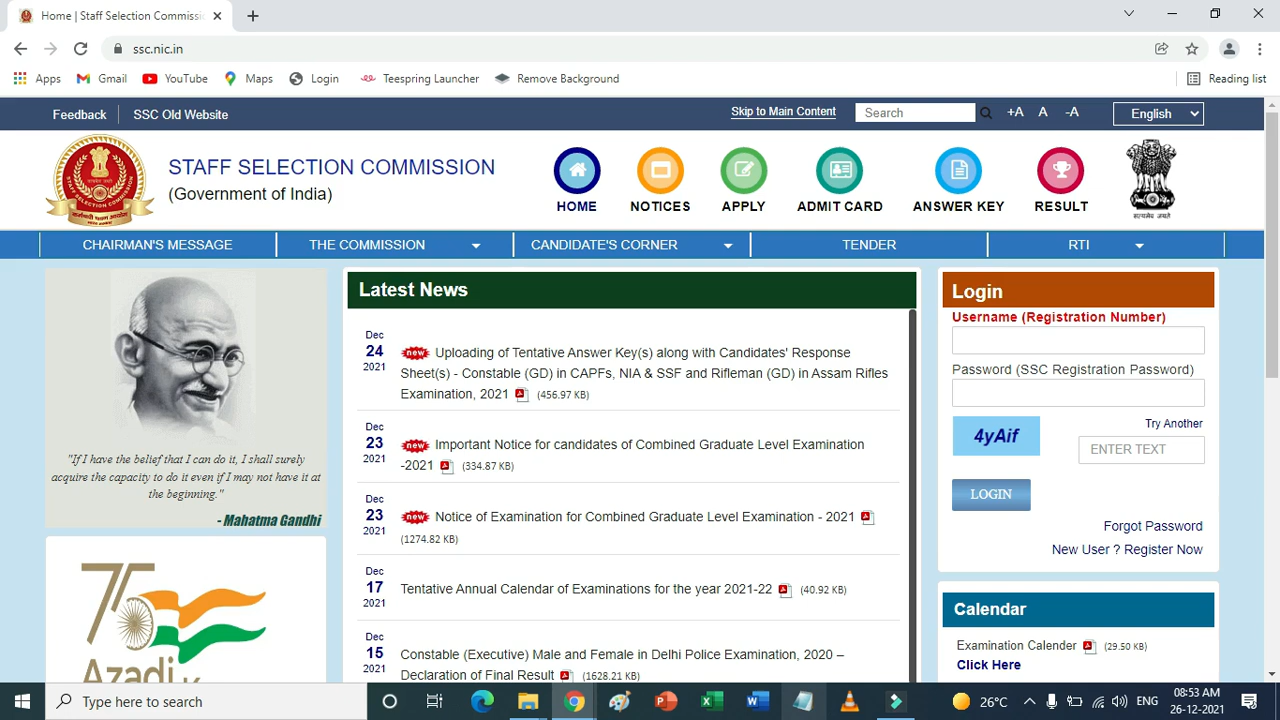 Home | Staff Selection Commissi
ssc.nic.in
Apps Gmail YouTube Maps Login Teespring Launcher Remove Background Reading list
Feedback SSC Old Website Skip to Main Content Search +A A -A English
STAFF SELECTION COMMISSION
(Government of India)
HOME NOTICES APPLY ADMIT CARD ANSWER KEY RESULT
सत्यमेव जयते
CHAIRMAN'S MESSAGE THE COMMISSION CANDIDATE'S CORNER TENDER RTI
"If I have the belief that I can do it, I shall surely
acquire the capacity to do it even if I may not have it at
the beginning."
- Mahatma Gandhi
75
Azadi
Latest News
Dec
24
2021
new Uploading of Tentative Answer Key(s) along with Candidates' Response
Sheet(s) - Constable (GD) in CAPFs, NIA & SSF and Rifleman (GD) in Assam Rifles
Examination, 2021 (456.97 KB)
Dec
23
2021
new Important Notice for candidates of Combined Graduate Level Examination
-2021 (334.87 KB)
Dec
23
2021
new Notice of Examination for Combined Graduate Level Examination - 2021
(1274.82 KB)
Dec
17
2021
Tentative Annual Calendar of Examinations for the year 2021-22 (40.92 KB)
Dec
15
2021
Constable (Executive) Male and Female in Delhi Police Examination, 2020 –
Declaration of Final Result (1628.21 KB)
Login
Username (Registration Number)
Password (SSC Registration Password)
4yAif
Try Another
ENTER TEXT
LOGIN
Forgot Password
New User ? Register Now
Calendar
Examination Calender (29.50 KB)
Click Here
Type here to search
26°C ENG
08:53 AM
26-12-2021